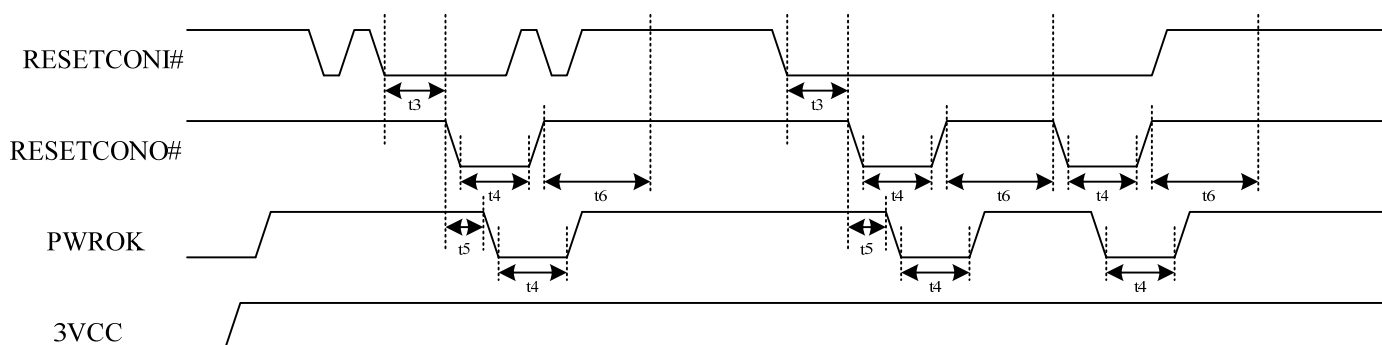 RESETCONI#
t3 t3
RESETCONO#
t4 t6 t4 t6 t4 t6
PWROK
t5 t5
t4 t4 t4
3VCC